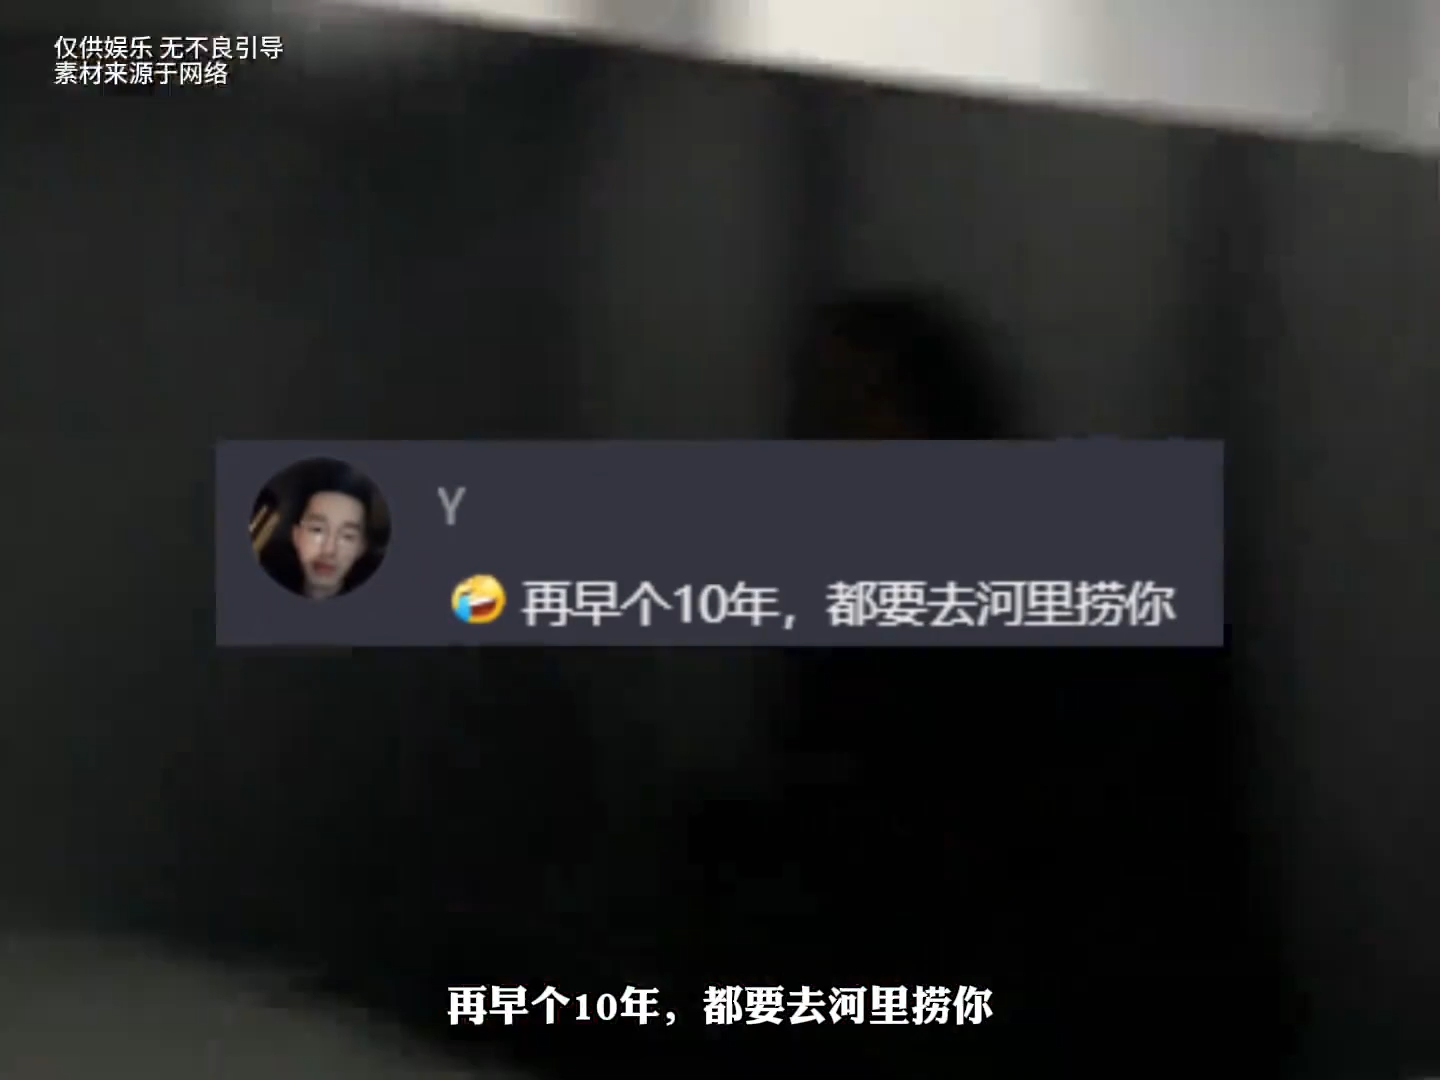 仅供娱乐 无不良引导
素材来源于网络
Y
🤣 再早个10年，都要去河里捞你
再早个10年，都要去河里捞你